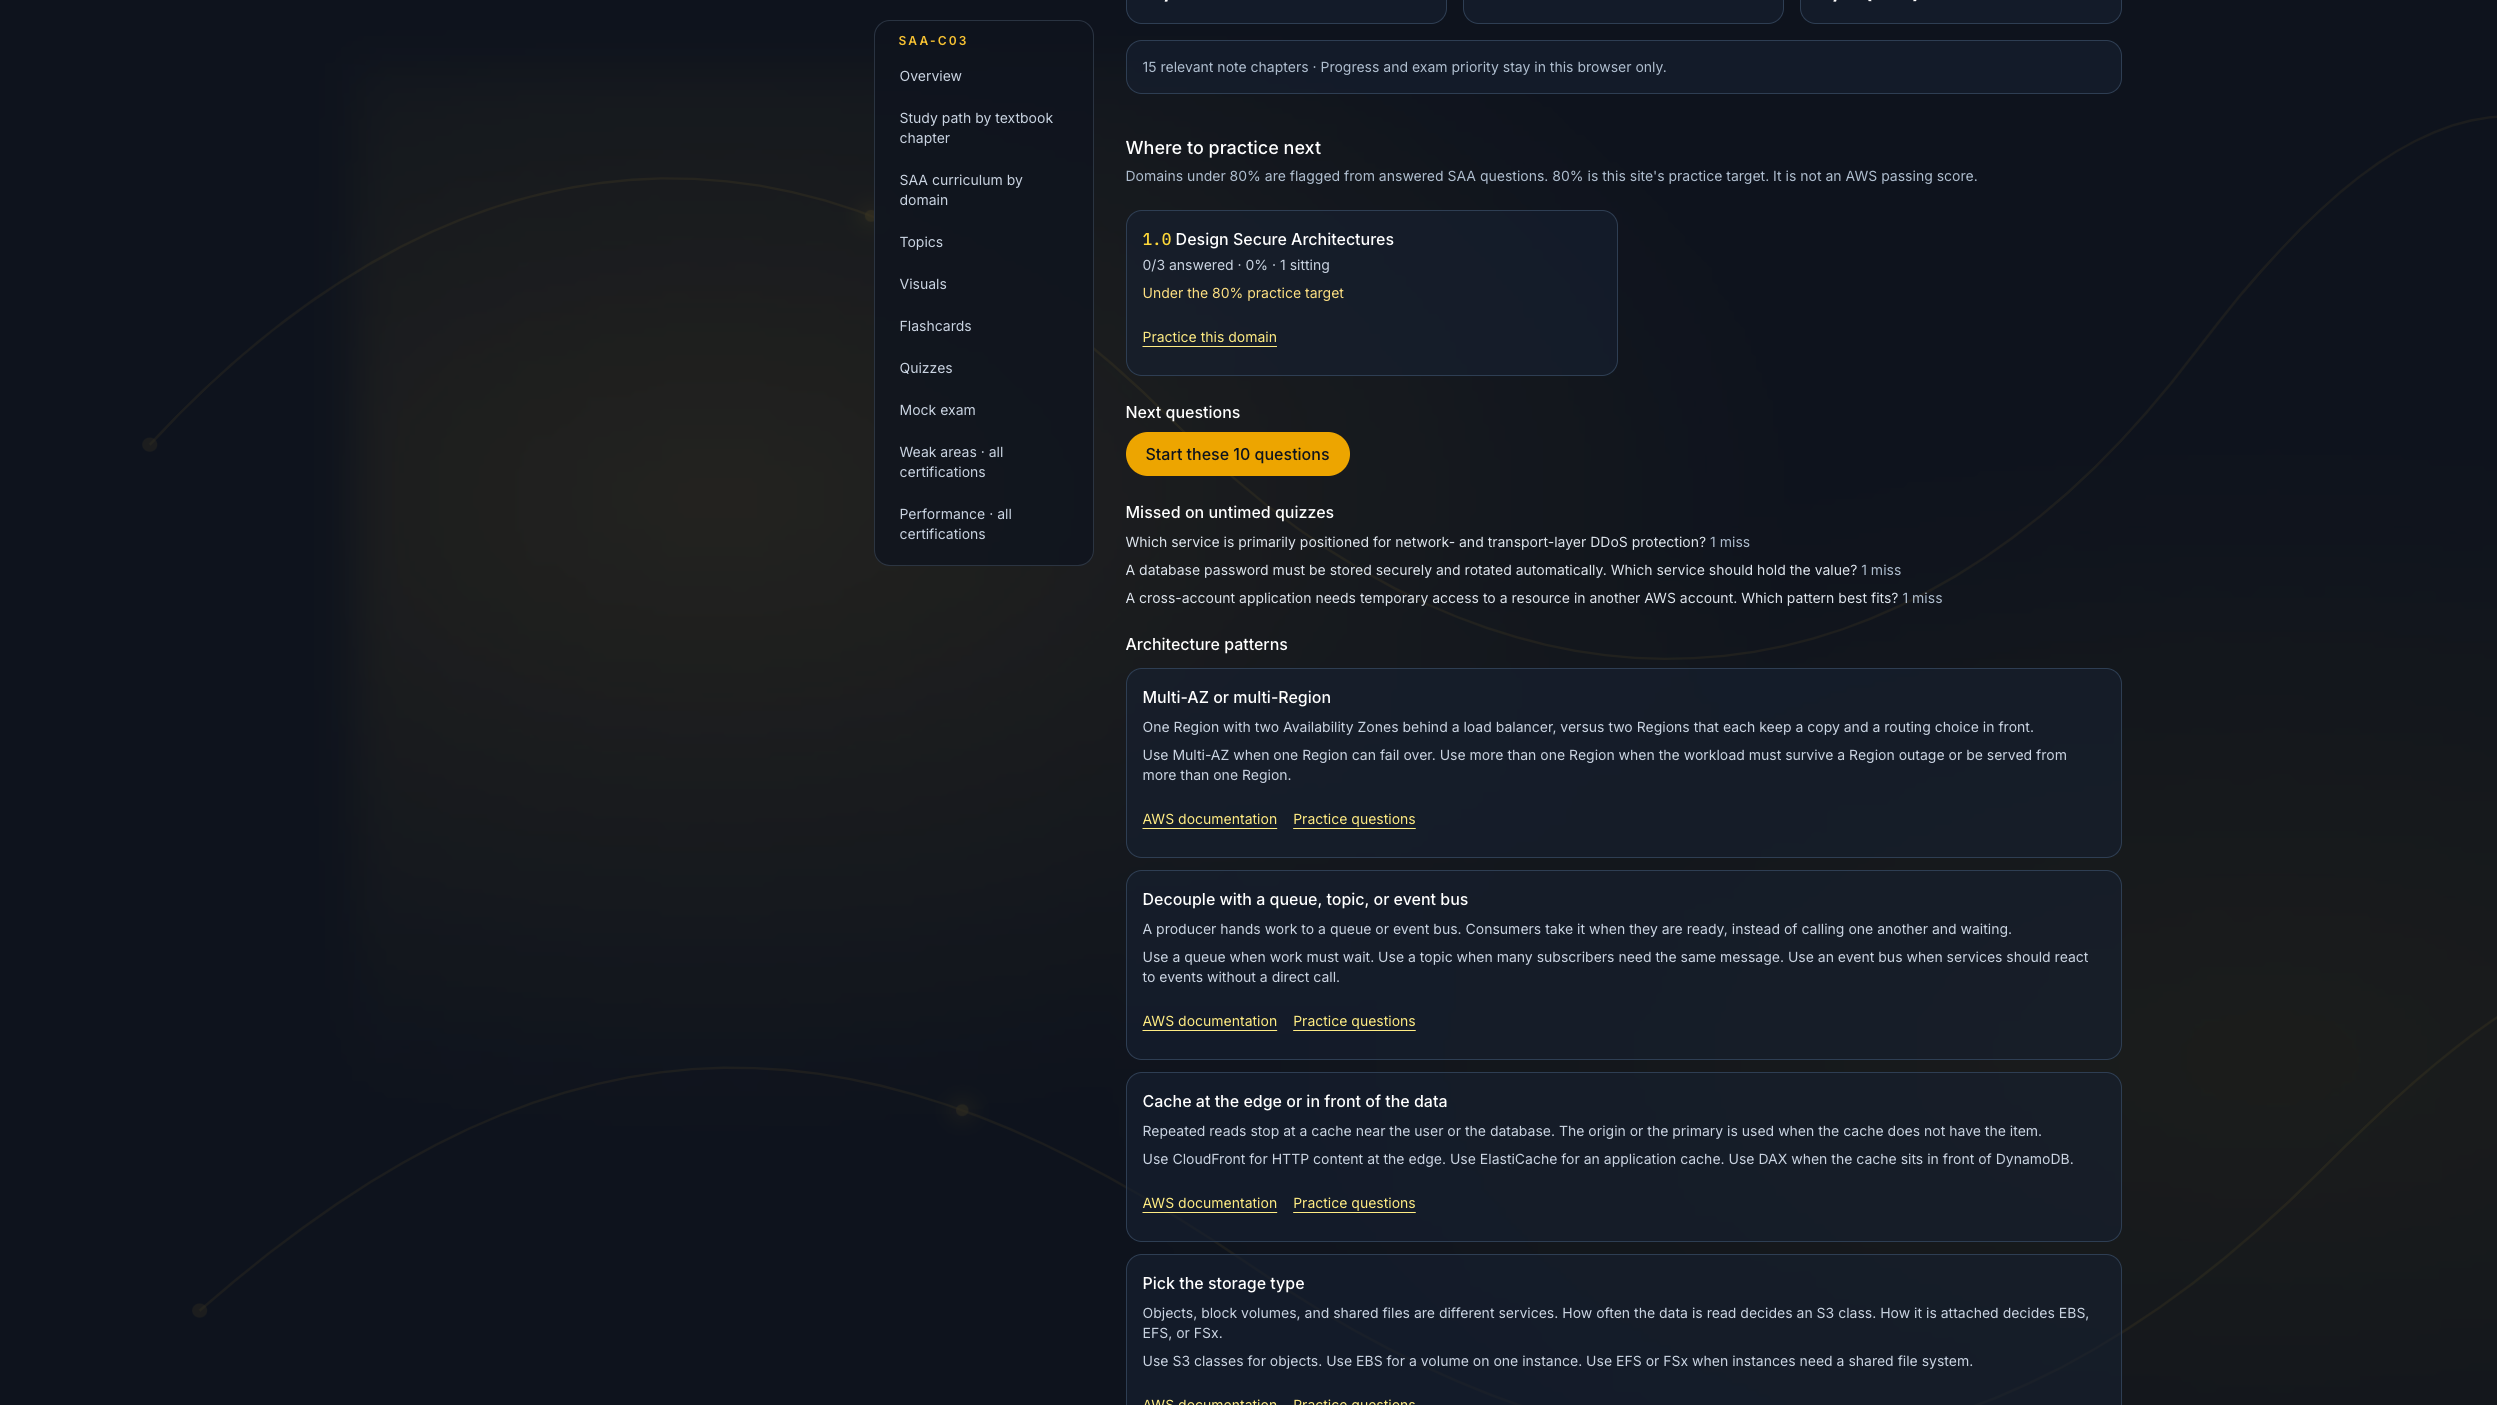 SAA-C03
Overview
Study path by textbook
chapter
SAA curriculum by
domain
Topics
Visuals
Flashcards
Quizzes
Mock exam
Weak areas · all
certifications
Performance · all
certifications
15 relevant note chapters · Progress and exam priority stay in this browser only.
Where to practice next
Domains under 80% are flagged from answered SAA questions. 80% is this site's practice target. It is not an AWS passing score.
1.0 Design Secure Architectures
0/3 answered · 0% · 1 sitting
Under the 80% practice target
Practice this domain
Next questions
Start these 10 questions
Missed on untimed quizzes
Which service is primarily positioned for network- and transport-layer DDoS protection? 1 miss
A database password must be stored securely and rotated automatically. Which service should hold the value? 1 miss
A cross-account application needs temporary access to a resource in another AWS account. Which pattern best fits? 1 miss
Architecture patterns
Multi-AZ or multi-Region
One Region with two Availability Zones behind a load balancer, versus two Regions that each keep a copy and a routing choice in front.
Use Multi-AZ when one Region can fail over. Use more than one Region when the workload must survive a Region outage or be served from
more than one Region.
AWS documentation Practice questions
Decouple with a queue, topic, or event bus
A producer hands work to a queue or event bus. Consumers take it when they are ready, instead of calling one another and waiting.
Use a queue when work must wait. Use a topic when many subscribers need the same message. Use an event bus when services should react
to events without a direct call.
AWS documentation Practice questions
Cache at the edge or in front of the data
Repeated reads stop at a cache near the user or the database. The origin or the primary is used when the cache does not have the item.
Use CloudFront for HTTP content at the edge. Use ElastiCache for an application cache. Use DAX when the cache sits in front of DynamoDB.
AWS documentation Practice questions
Pick the storage type
Objects, block volumes, and shared files are different services. How often the data is read decides an S3 class. How it is attached decides EBS,
EFS, or FSx.
Use S3 classes for objects. Use EBS for a volume on one instance. Use EFS or FSx when instances need a shared file system.
AWS documentation Practice questions